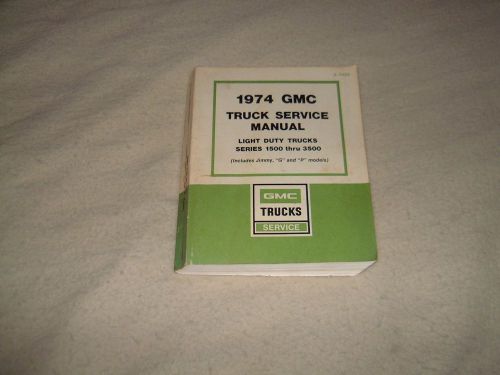 1974 GMC
TRUCK SERVICE
MANUAL
LIGHT DUTY TRUCKS
SERIES 1500 thru 3500
(Includes Jimmy, "G" and "P" models)
GMC
TRUCKS
SERVICE